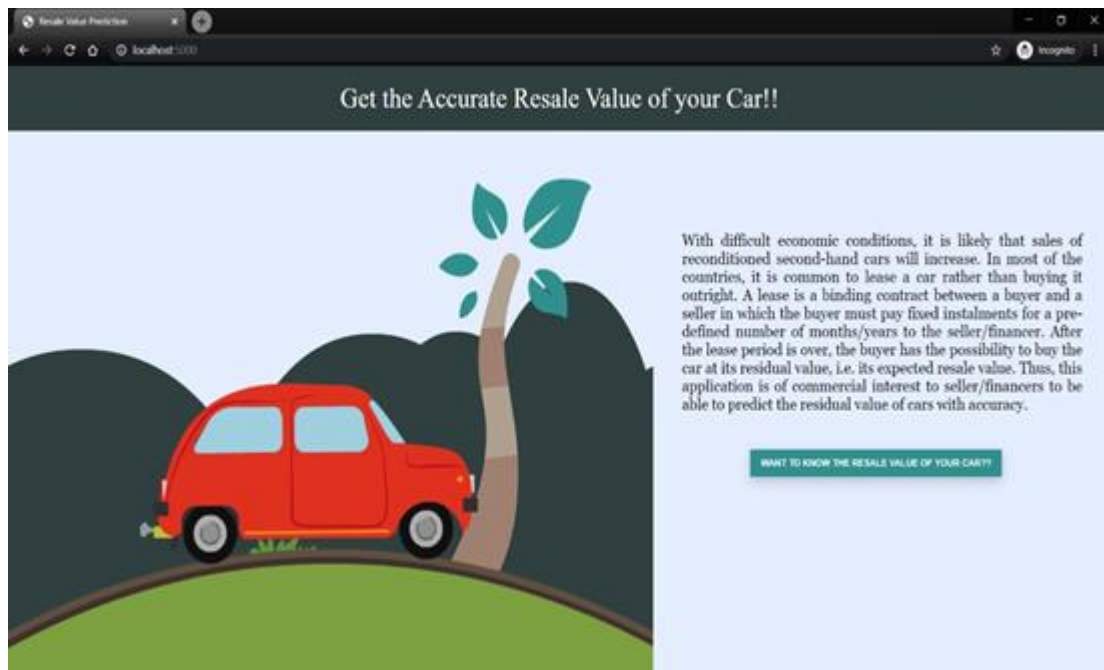 Resale Value Prediction
localhost:5000
Incognito
Get the Accurate Resale Value of your Car!!
With difficult economic conditions, it is likely that sales of
reconditioned second-hand cars will increase. In most of the
countries, it is common to lease a car rather than buying it
outright. A lease is a binding contract between a buyer and a
seller in which the buyer must pay fixed instalments for a pre-
defined number of months/years to the seller/financer. After
the lease period is over, the buyer has the possibility to buy the
car at its residual value, i.e. its expected resale value. Thus, this
application is of commercial interest to seller/financers to be
able to predict the residual value of cars with accuracy.
WANT TO KNOW THE RESALE VALUE OF YOUR CAR??